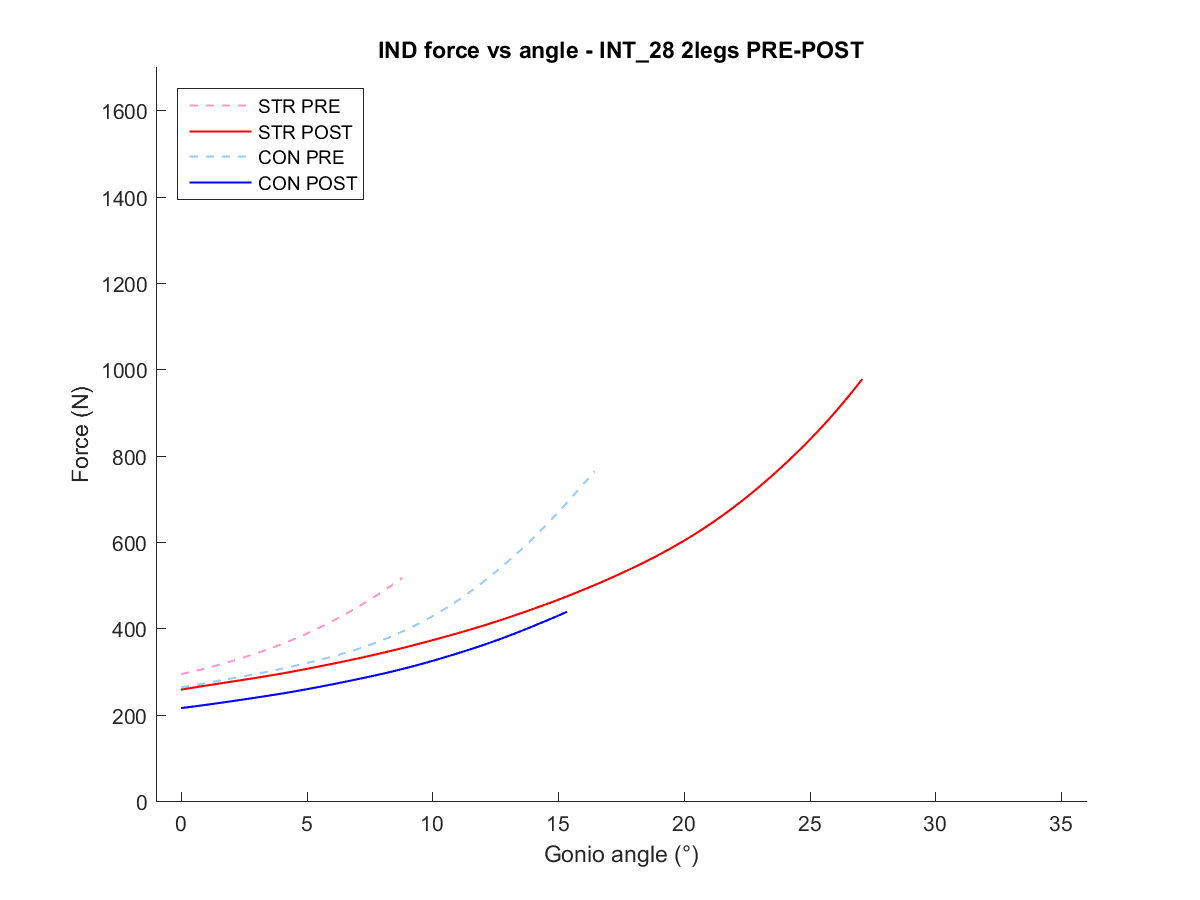 IND force vs angle - INT_28 2legs PRE-POST
STR PRE
STR POST
CON PRE
CON POST
1600
1400
1200
1000
800
600
400
200
0
Force (N)
0 5 10 15 20 25 30 35
Gonio angle (°)